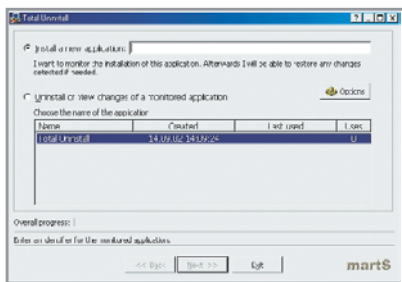 Total Uninstall
Install a new application:
I want to monitor the installation of this application. Afterwards I will be able to restore any changes
detected if needed.
Uninstall or view changes of a monitored application
Options
Choose the name of the application
Name Created Last used Uses
Total Uninstall 14.09.02 14:09:24 0
Overall progress:
Enter an identifier for the monitored application
<< Back Next >> Exit martS